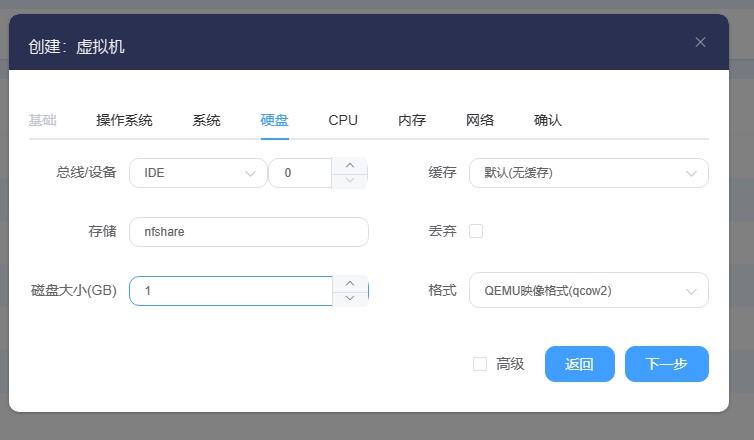 创建：虚拟机
基础 操作系统 系统 硬盘 CPU 内存 网络 确认
总线/设备 IDE 0 缓存 默认(无缓存)
存储 nfshare 丢弃
磁盘大小(GB) 1 格式 QEMU映像格式(qcow2)
高级 返回 下一步